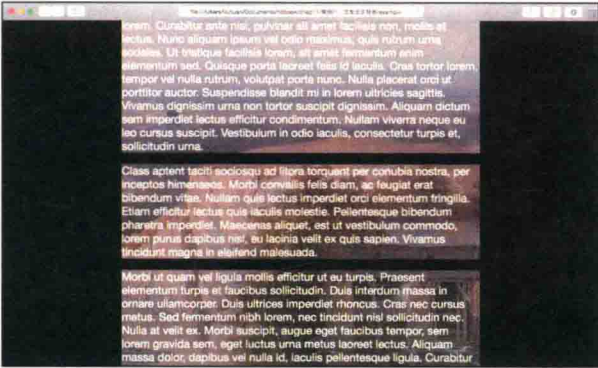 lorem. Curabitur ante nisl, pulvinar sit amet facilisis non, mollis et
lectus. Nunc aliquam ipsum vel odio maximus, quis rutrum urna
sodales. Ut tristique facilisis lorem, sit amet fermentum enim
elementum sed. Quisque porta laoreet felis id iaculis. Cras tortor lorem,
tempor vel nulla rutrum, volutpat porta nunc. Nulla placerat orci ut
porttitor auctor. Suspendisse blandit mi in lorem ultricies sagittis.
Vivamus dignissim urna non tortor suscipit dignissim. Aliquam dictum
sem imperdiet lectus efficitur condimentum. Nullam viverra neque eu
leo cursus suscipit. Vestibulum in odio iaculis, consectetur turpis et,
sollicitudin urna.
Class aptent taciti sociosqu ad litora torquent per conubia nostra, per
inceptos himenaeos. Morbi convallis felis diam, ac feugiat erat
bibendum vitae. Nullam quis lectus imperdiet orci elementum fringilla.
Etiam efficitur lectus quis iaculis molestie. Pellentesque bibendum
pharetra imperdiet. Maecenas aliquet, est ut vestibulum commodo,
lorem purus dapibus nisl, eu lacinia velit ex quis sapien. Vivamus
tincidunt magna in eleifend malesuada.
Morbi ut quam vel ligula mollis efficitur ut eu turpis. Praesent
elementum turpis et faucibus sollicitudin. Duis interdum massa in
ornare ullamcorper. Duis ultrices imperdiet rhoncus. Cras nec cursus
metus. Sed fermentum nibh lorem, nec tincidunt nisl sollicitudin nec.
Nulla at velit ex. Morbi suscipit, augue eget faucibus tempor, sem
lorem gravida sem, eget luctus urna metus laoreet lectus. Aliquam
massa dolor, dapibus vel nulla id, iaculis pellentesque ligula. Curabitur